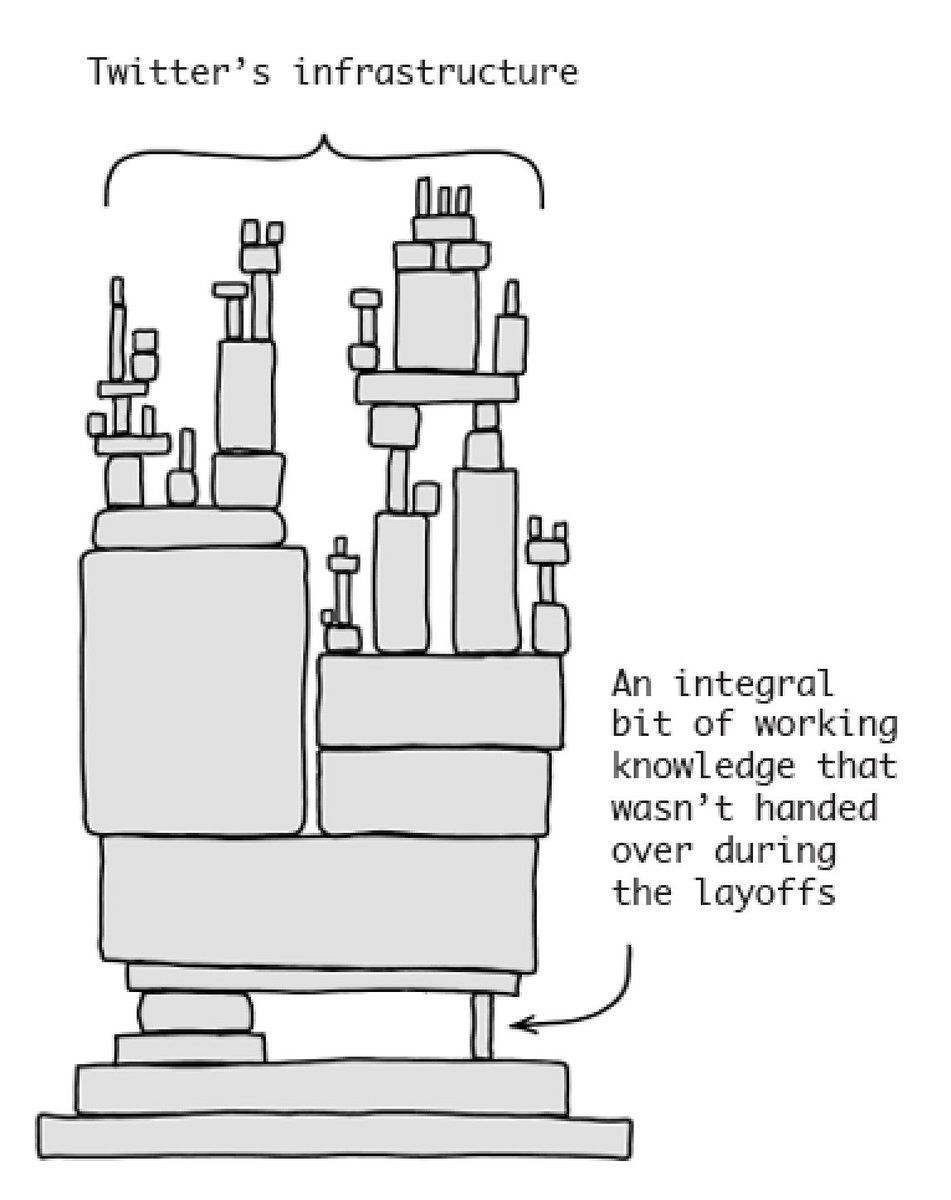 Twitter’s infrastructure
An integral
bit of working
knowledge that
wasn’t handed
over during
the layoffs